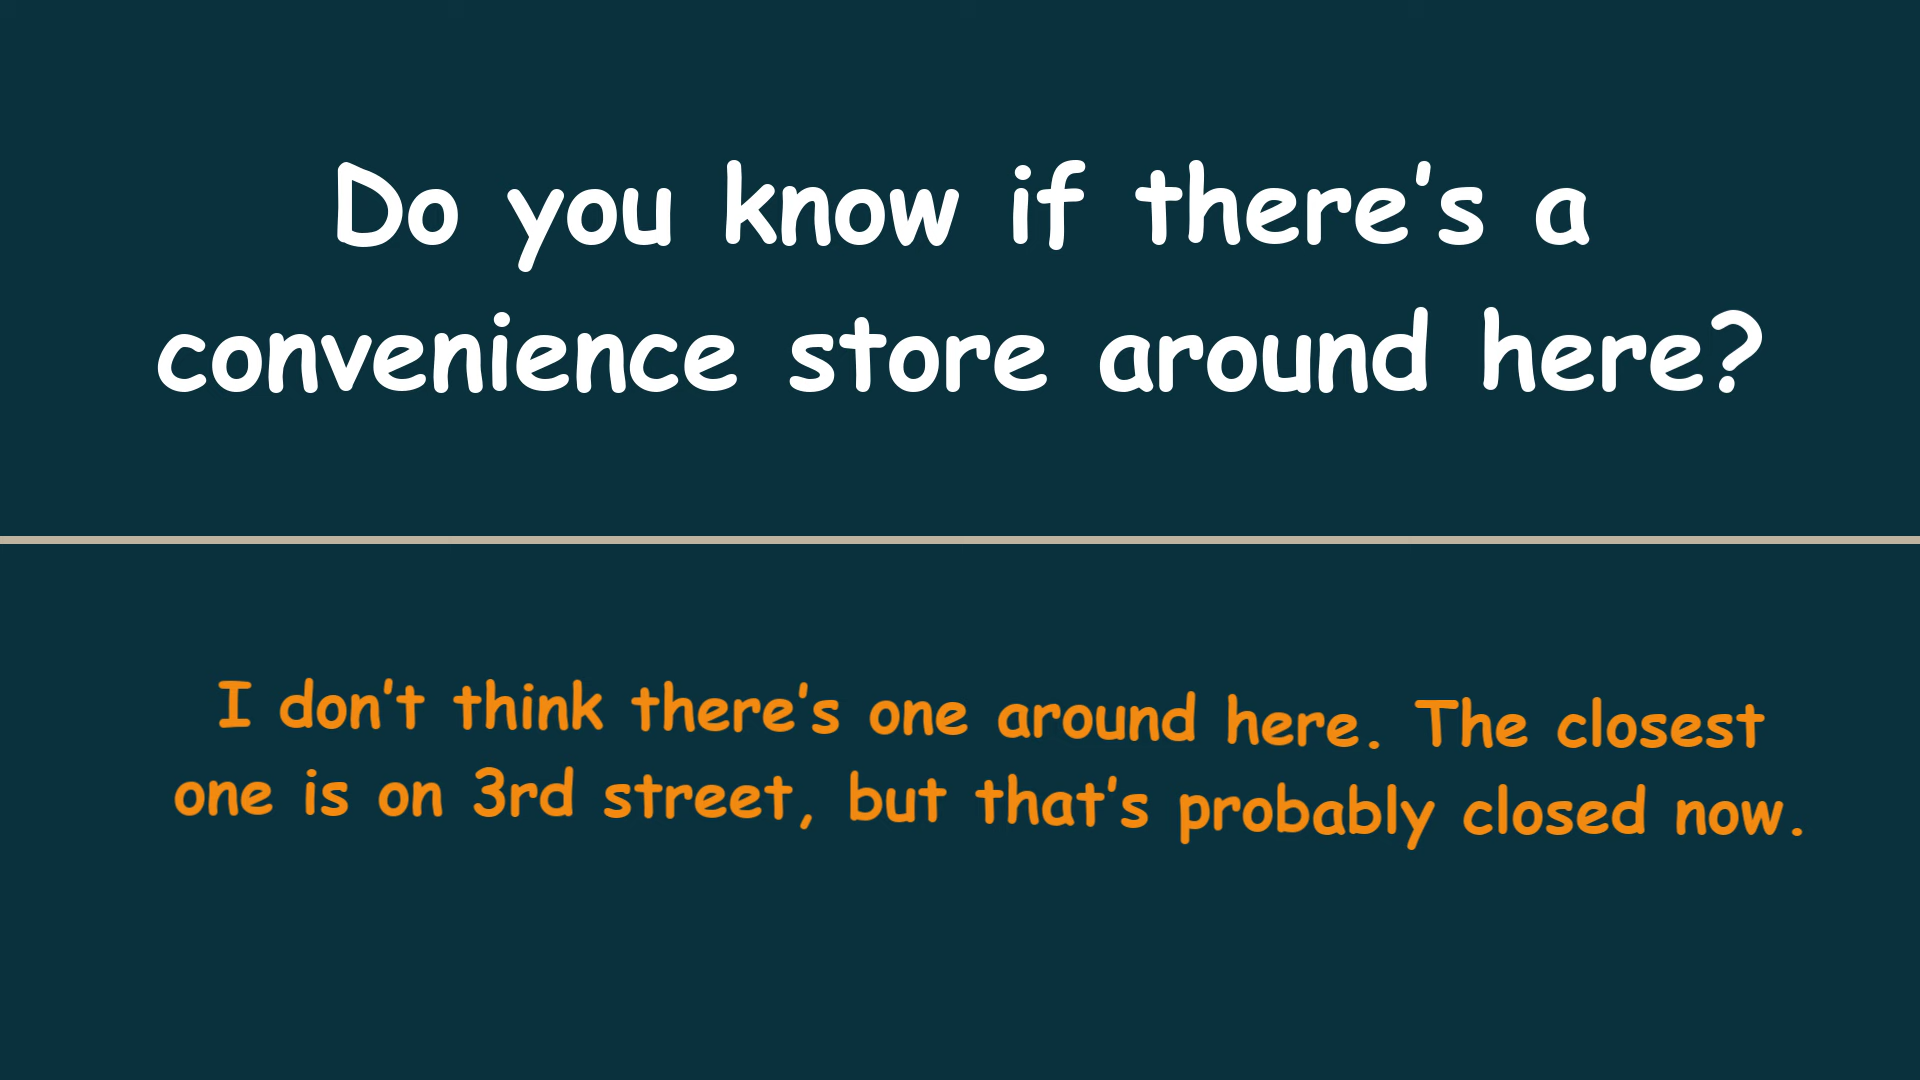 Do you know if there's a
convenience store around here?
I don't think there's one around here. The closest
one is on 3rd street, but that's probably closed now.